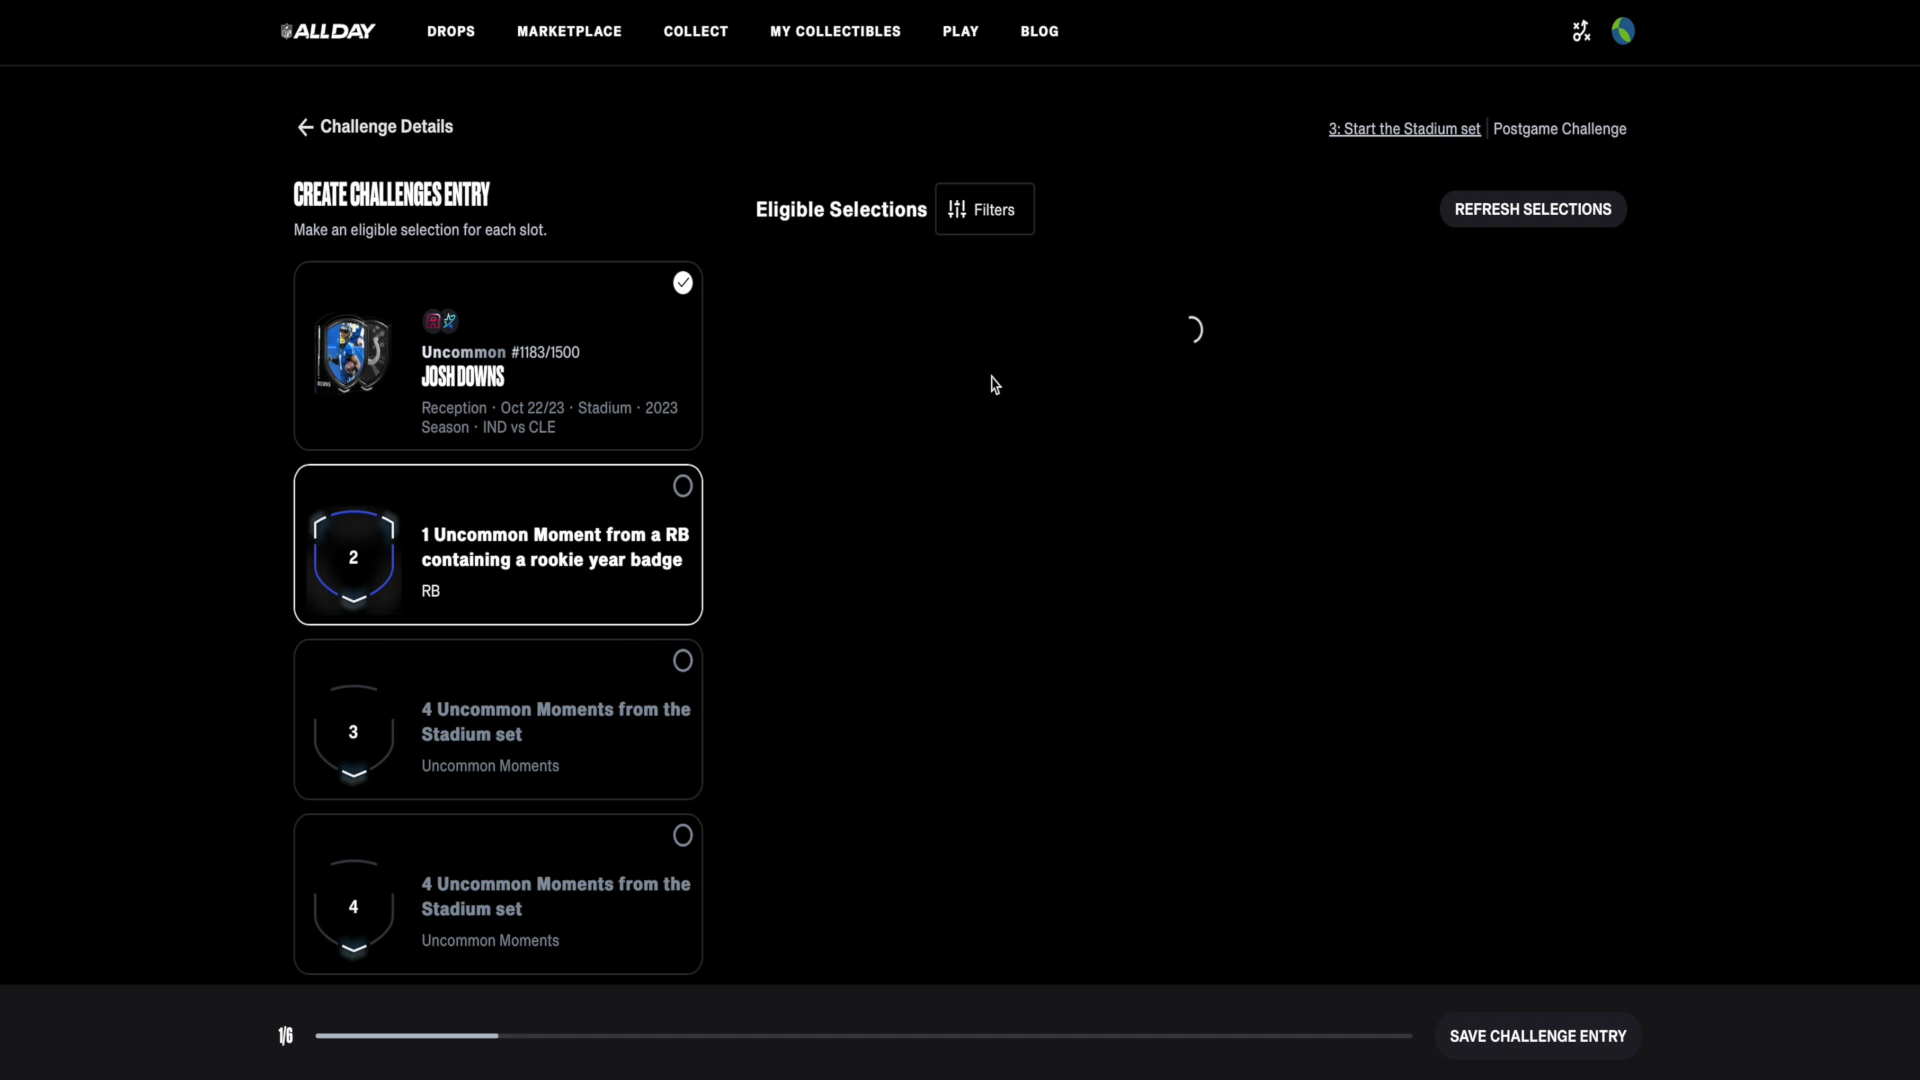 ALL DAY
DROPS
MARKETPLACE
COLLECT
MY COLLECTIBLES
PLAY
BLOG
Challenge Details
3: Start the Stadium set
Postgame Challenge
CREATE CHALLENGES ENTRY
Make an eligible selection for each slot.
Eligible Selections
Filters
REFRESH SELECTIONS
Uncommon #1183/1500
JOSH DOWNS
Reception · Oct 22/23 · Stadium · 2023
Season · IND vs CLE
2
1 Uncommon Moment from a RB
containing a rookie year badge
RB
3
4 Uncommon Moments from the
Stadium set
Uncommon Moments
4
4 Uncommon Moments from the
Stadium set
Uncommon Moments
1/6
SAVE CHALLENGE ENTRY